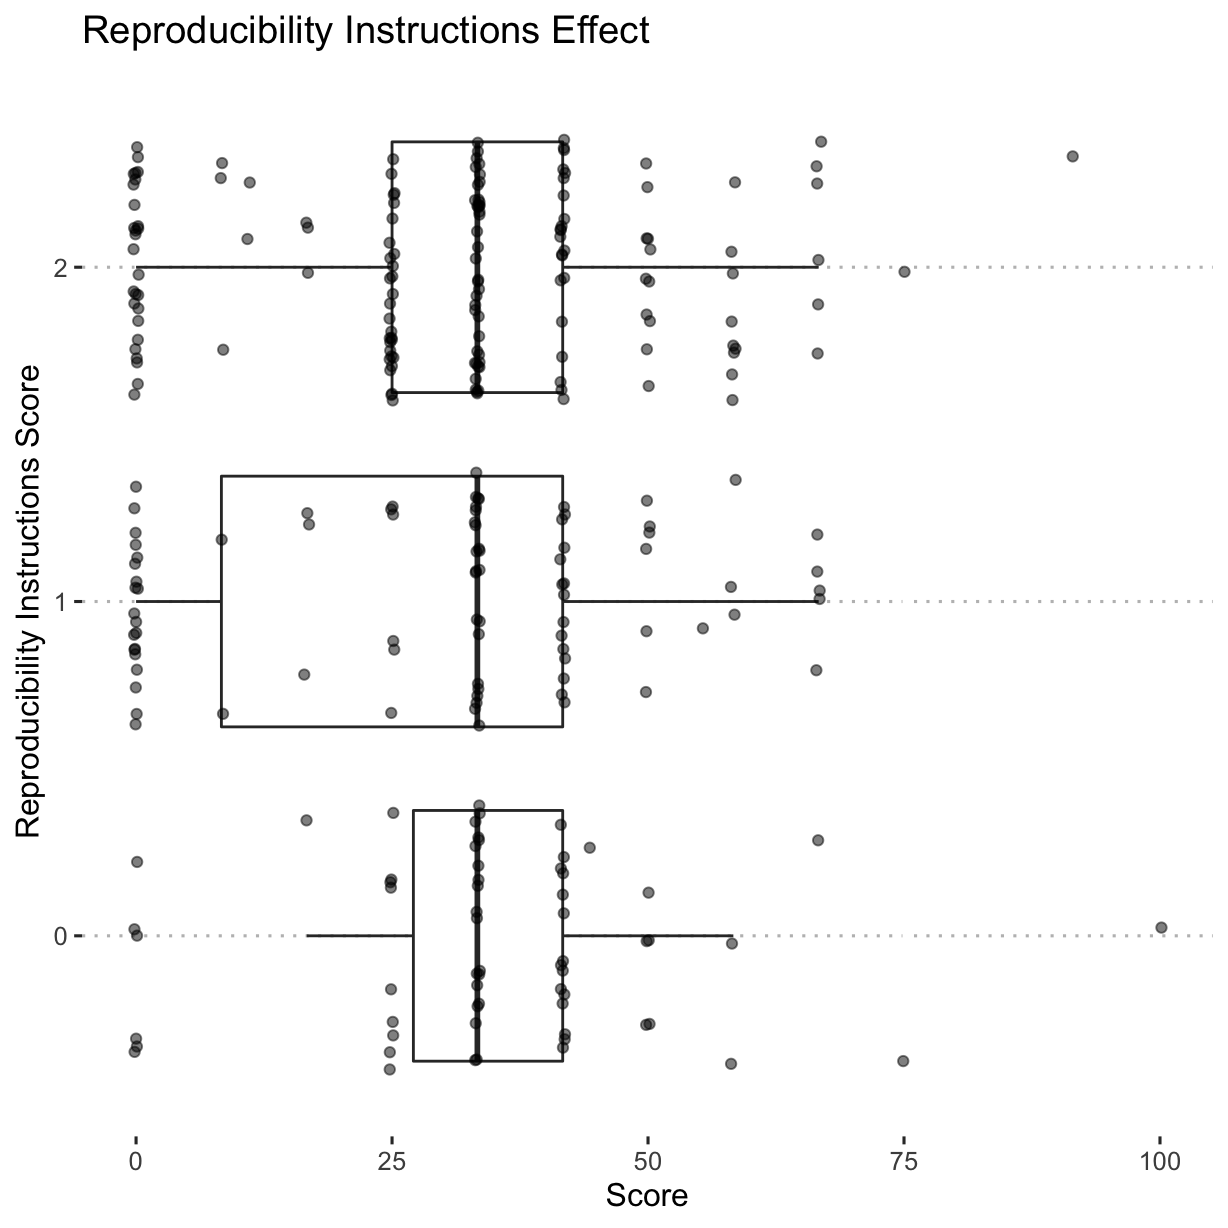 Reproducibility Instructions Effect
Reproducibility Instructions Score
2
1
0
0 25 50 75 100
Score